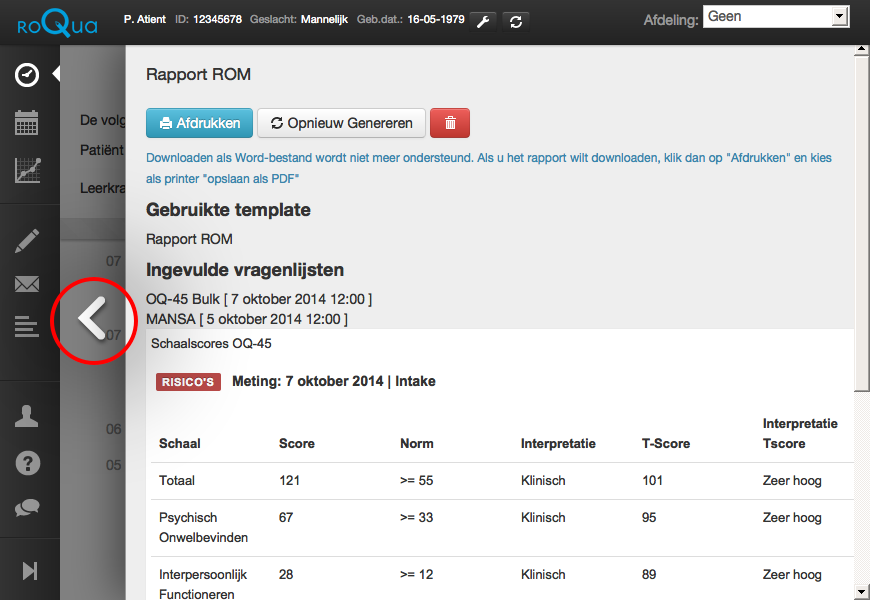 roQua
P. Atient ID: 12345678 Geslacht: Mannelijk Geb.dat.: 16-05-1979
Afdeling: Geen
Rapport ROM
Afdrukken Opnieuw Genereren
Downloaden als Word-bestand wordt niet meer ondersteund. Als u het rapport wilt downloaden, klik dan op "Afdrukken" en kies
als printer "opslaan als PDF"
De volg
Patiënt
Leerkra
07
07
06
05
Gebruikte template
Rapport ROM
Ingevulde vragenlijsten
OQ-45 Bulk [ 7 oktober 2014 12:00 ]
MANSA [ 5 oktober 2014 12:00 ]
Schaalscores OQ-45
RISICO'S Meting: 7 oktober 2014 | Intake
Schaal Score Norm Interpretatie T-Score Interpretatie
Tscore
Totaal 121 >= 55 Klinisch 101 Zeer hoog
Psychisch 67 >= 33 Klinisch 95 Zeer hoog
Onwelbevinden
Interpersoonlijk 28 >= 12 Klinisch 89 Zeer hoog
Functioneren